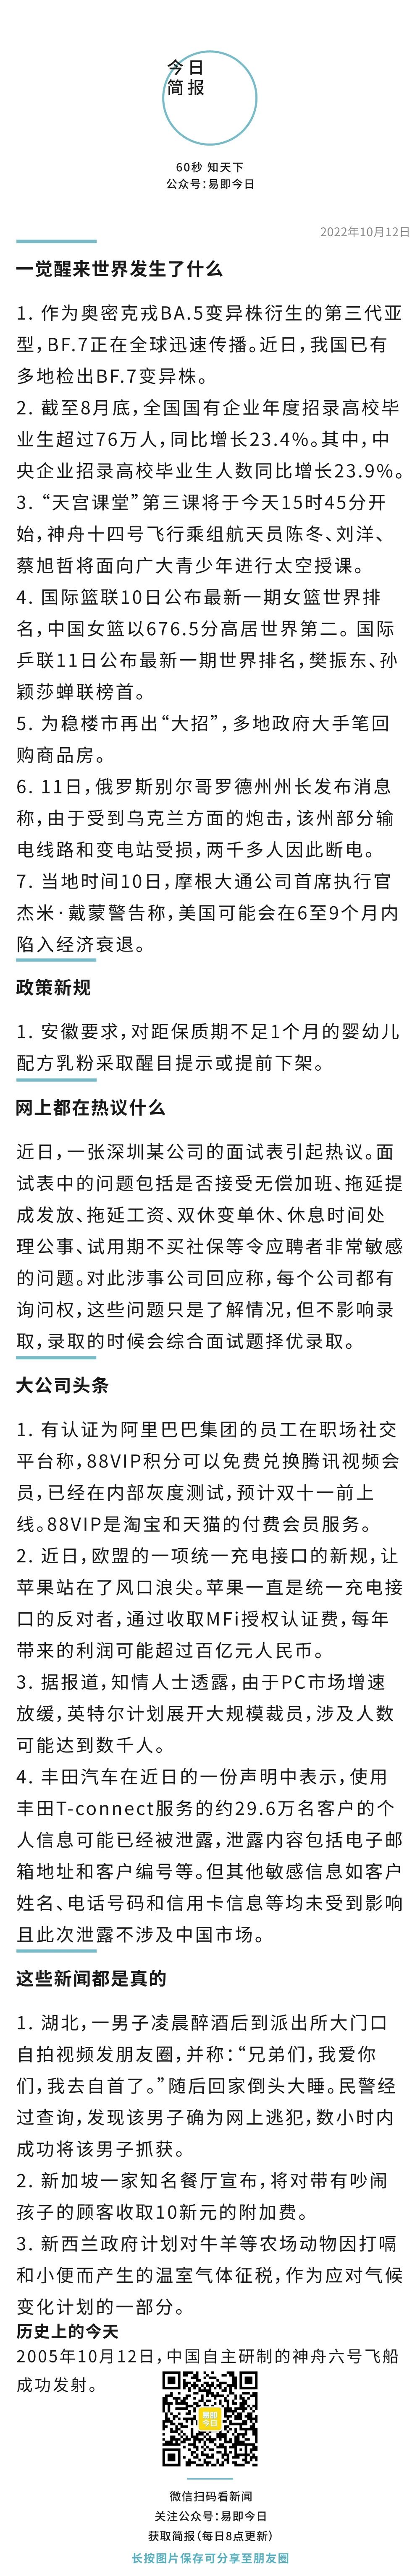 今日
简报
60秒 知天下
公众号：易即今日
2022年10月12日
一觉醒来世界发生了什么
1. 作为奥密克戎BA.5变异株衍生的第三代亚
型，BF.7正在全球迅速传播。近日，我国已有
多地检出BF.7变异株。
2. 截至8月底，全国国有企业年度招录高校毕
业生超过76万人，同比增长23.4%。其中，中
央企业招录高校毕业生人数同比增长23.9%。
3. “天宫课堂”第三课将于今天15时45分开
始，神舟十四号飞行乘组航天员陈冬、刘洋、
蔡旭哲将面向广大青少年进行太空授课。
4. 国际篮联10日公布最新一期女篮世界排
名，中国女篮以676.5分高居世界第二。国际
乒联11日公布最新一期世界排名，樊振东、孙
颖莎蝉联榜首。
5. 为稳楼市再出“大招”，多地政府大手笔回
购商品房。
6. 11日，俄罗斯别尔哥罗德州州长发布消息
称，由于受到乌克兰方面的炮击，该州部分输
电线路和变电站受损，两千多人因此断电。
7. 当地时间10日，摩根大通公司首席执行官
杰米·戴蒙警告称，美国可能会在6至9个月内
陷入经济衰退。
政策新规
1. 安徽要求，对距保质期不足1个月的婴幼儿
配方乳粉采取醒目提示或提前下架。
网上都在热议什么
近日，一张深圳某公司的面试表引起热议。面
试表中的问题包括是否接受无偿加班、拖延提
成发放、拖延工资、双休变单休、休息时间处
理公事、试用期不买社保等令应聘者非常敏感
的问题。对此涉事公司回应称，每个公司都有
询问权，这些问题只是了解情况，但不影响录
取，录取的时候会综合面试题择优录取。
大公司头条
1. 有认证为阿里巴巴集团的员工在职场社交
平台称，88VIP积分可以免费兑换腾讯视频会
员，已经在内部灰度测试，预计双十一前上
线。88VIP是淘宝和天猫的付费会员服务。
2. 近日，欧盟的一项统一充电接口的新规，让
苹果站在了风口浪尖。苹果一直是统一充电接
口的反对者，通过收取MFi授权认证费，每年
带来的利润可能超过百亿元人民币。
3. 据报道，知情人士透露，由于PC市场增速
放缓，英特尔计划展开大规模裁员，涉及人数
可能达到数千人。
4. 丰田汽车在近日的一份声明中表示，使用
丰田T-connect服务的约29.6万名客户的个
人信息可能已经被泄露，泄露内容包括电子邮
箱地址和客户编号等。但其他敏感信息如客户
姓名、电话号码和信用卡信息等均未受到影响
且此次泄露不涉及中国市场。
这些新闻都是真的
1. 湖北，一男子凌晨醉酒后到派出所大门口
自拍视频发朋友圈，并称：“兄弟们，我爱你
们，我去自首了。”随后回家倒头大睡。民警经
过查询，发现该男子确为网上逃犯，数小时内
成功将该男子抓获。
2. 新加坡一家知名餐厅宣布，将对带有吵闹
孩子的顾客收取10新元的附加费。
3. 新西兰政府计划对牛羊等农场动物因打嗝
和小便而产生的温室气体征税，作为应对气候
变化计划的一部分。
历史上的今天
2005年10月12日，中国自主研制的神舟六号飞船
成功发射。
易即
今日
微信扫码看新闻
关注公众号：易即今日
获取简报（每日8点更新）
长按图片保存可分享至朋友圈